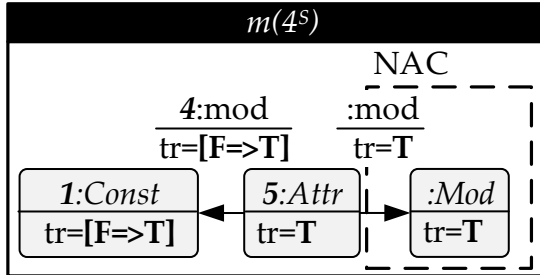 m(4ˢ)
NAC
4:mod :mod
tr=[F=>T] tr=T
1:Const 5:Attr :Mod
tr=[F=>T] tr=T tr=T